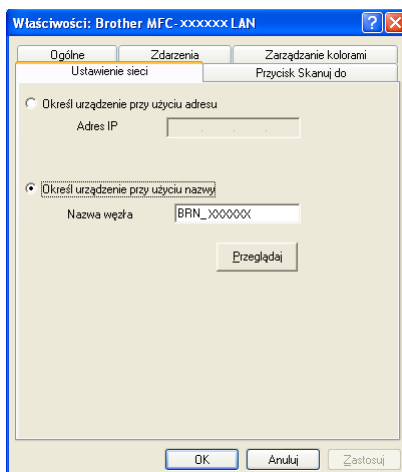 Właściwości: Brother MFC-xxxxxx LAN
Ogólne Zdarzenia Zarządzanie kolorami
Ustawienie sieci Przycisk Skanuj do
Określ urządzenie przy użyciu adresu
Adres IP . . .
Określ urządzenie przy użyciu nazwy
Nazwa węzła BRN_XXXXXX
Przeglądaj
OK Anuluj Zastosuj